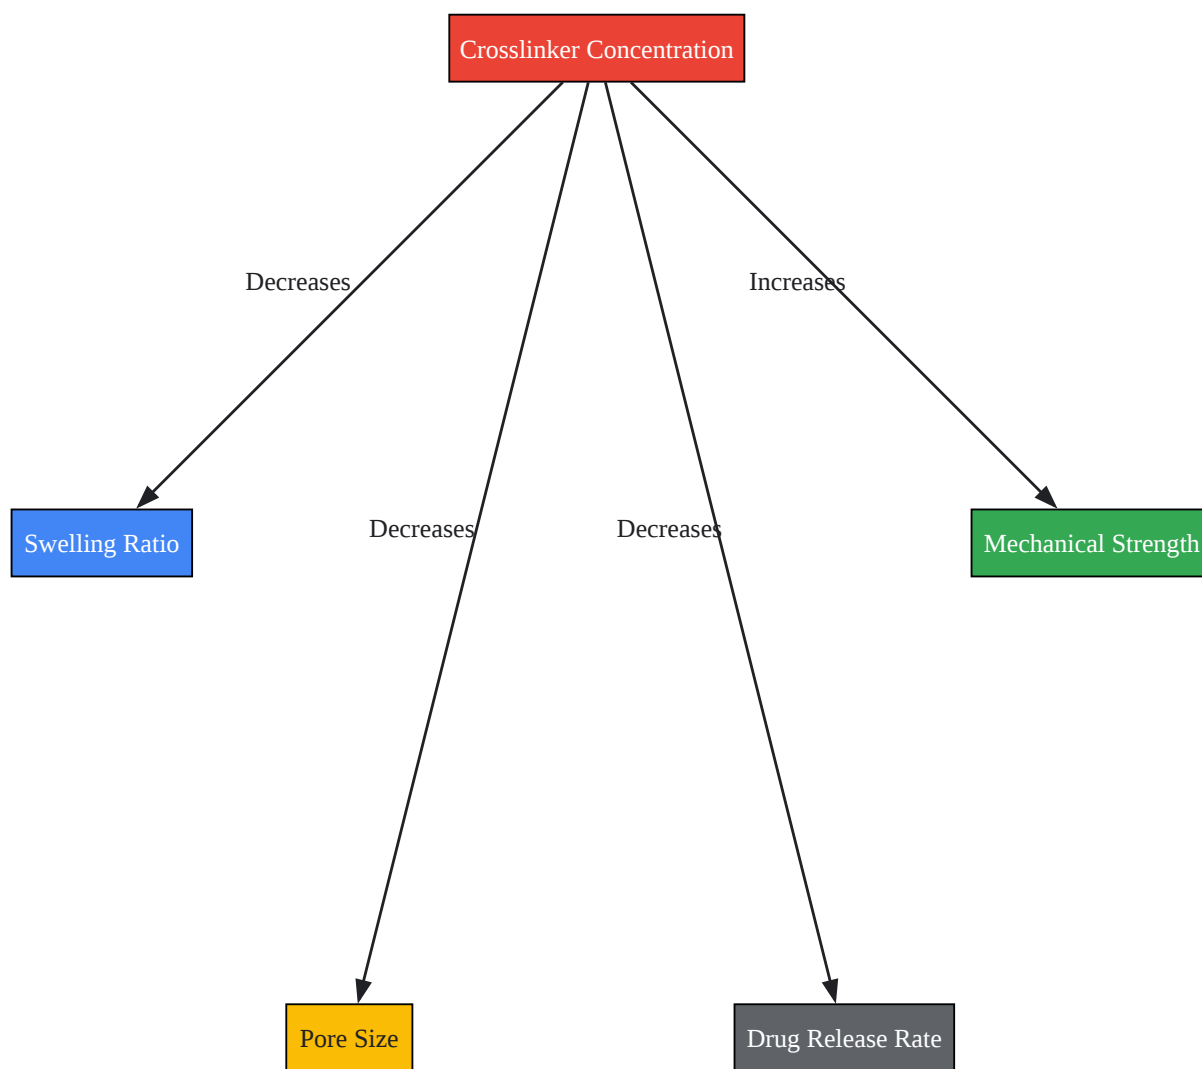 Crosslinker Concentration
Decreases
Increases
Decreases
Decreases
Swelling Ratio
Mechanical Strength
Pore Size
Drug Release Rate